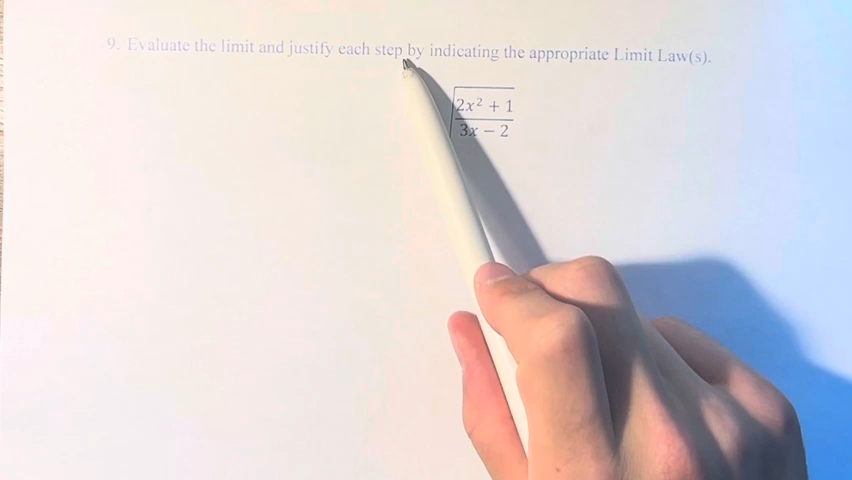 9. Evaluate the limit and justify each step by indicating the appropriate Limit Law(s).
√
2x² + 1
3x − 2